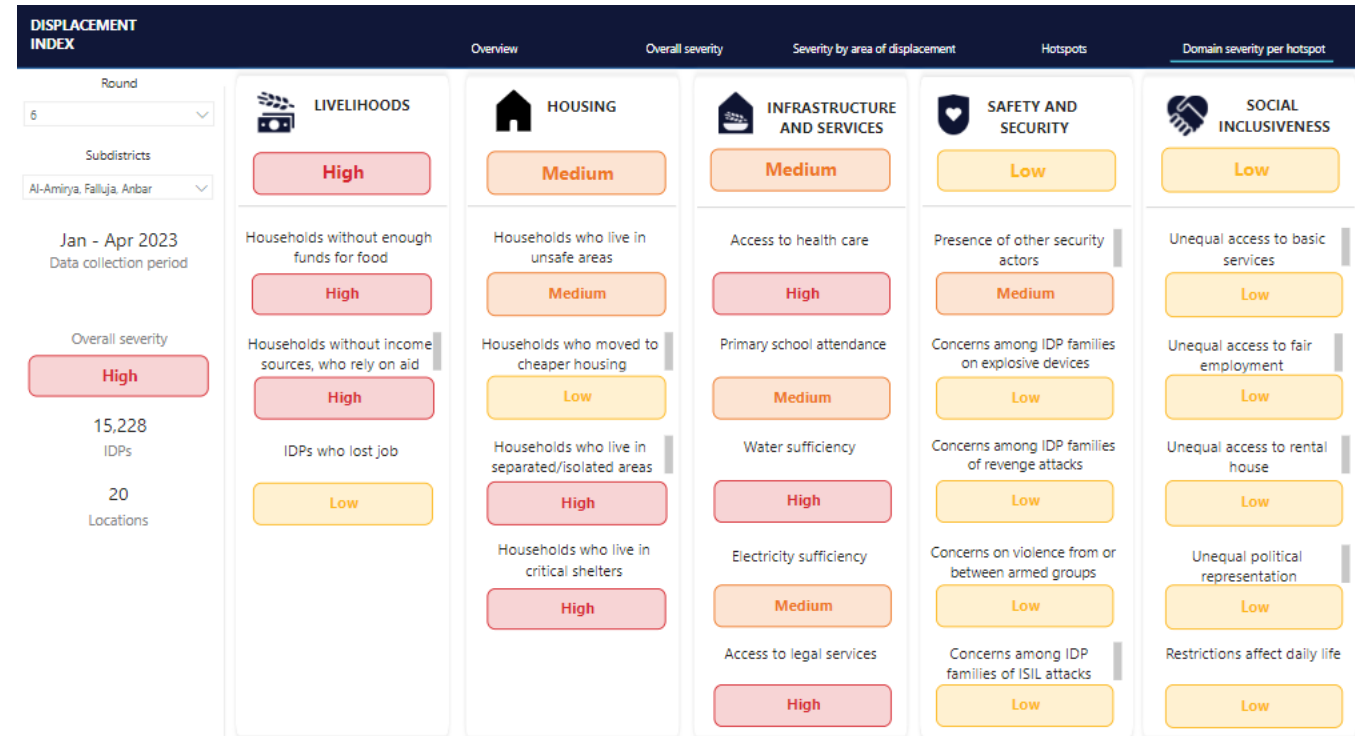 DISPLACEMENT
INDEX
Overview
Overall severity
Severity by area of displacement
Hotspots
Domain severity per hotspot
Round
6
Subdistricts
Al-Amirya, Falluja, Anbar
Jan - Apr 2023
Data collection period
Overall severity
High
15,228
IDPs
20
Locations
LIVELIHOODS
High
Households without enough
funds for food
High
Households without income
sources, who rely on aid
High
IDPs who lost job
Low
HOUSING
Medium
Households who live in
unsafe areas
Medium
Households who moved to
cheaper housing
Low
Households who live in
separated/isolated areas
High
Households who live in
critical shelters
High
INFRASTRUCTURE
AND SERVICES
Medium
Access to health care
High
Primary school attendance
Medium
Water sufficiency
High
Electricity sufficiency
Medium
Access to legal services
High
SAFETY AND
SECURITY
Low
Presence of other security
actors
Medium
Concerns among IDP families
on explosive devices
Low
Concerns among IDP families
of revenge attacks
Low
Concerns on violence from or
between armed groups
Low
Concerns among IDP
families of ISIL attacks
Low
SOCIAL
INCLUSIVENESS
Low
Unequal access to basic
services
Low
Unequal access to fair
employment
Low
Unequal access to rental
house
Low
Unequal political
representation
Low
Restrictions affect daily life
Low